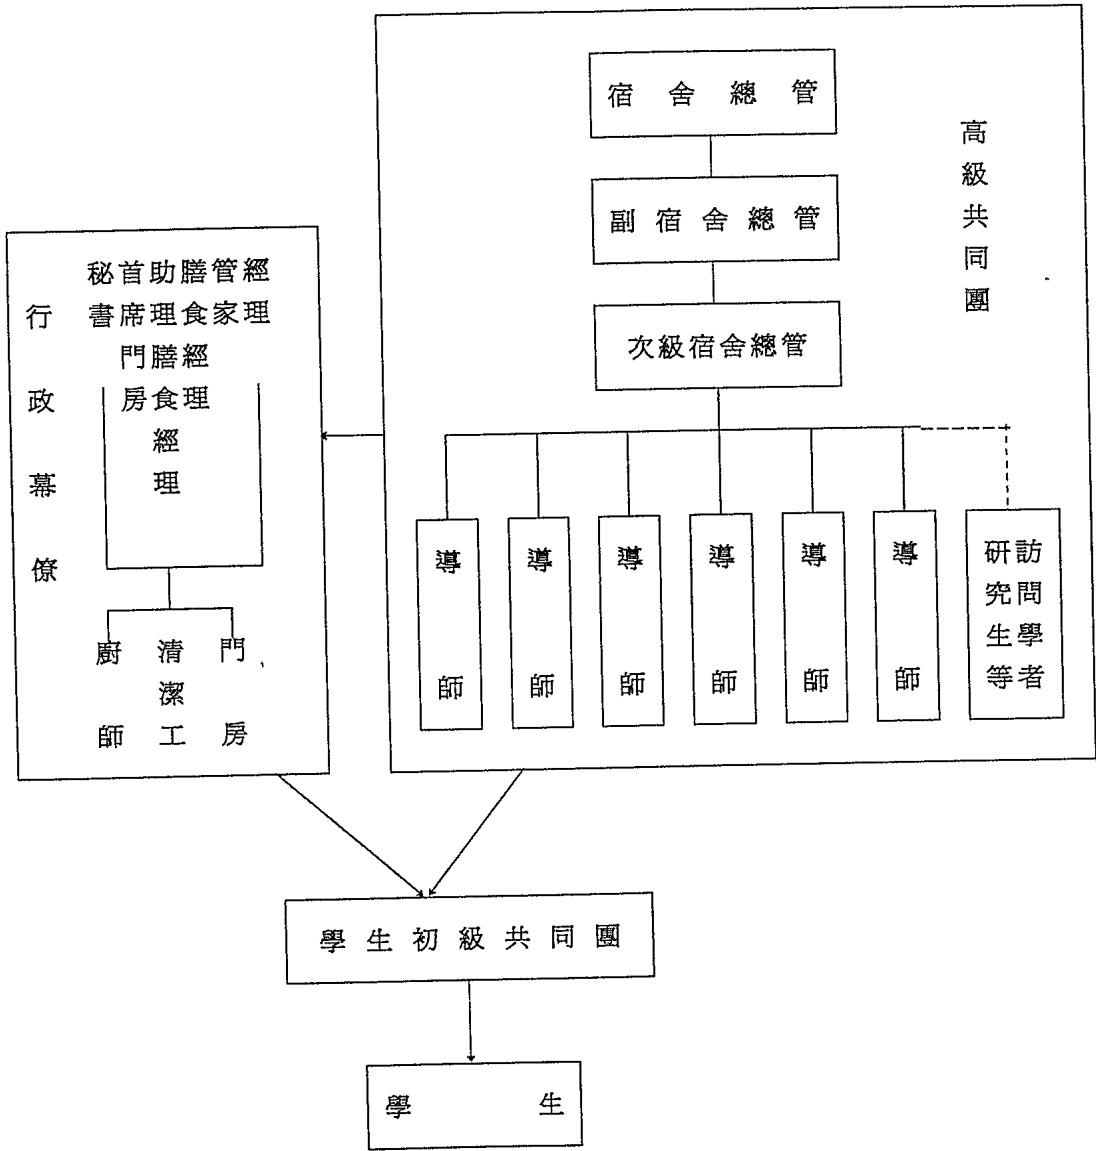 宿舍總管
副宿舍總管
次級宿舍總管
高級共同團
導師
導師
導師
導師
導師
導師
訪問學者
研究生等
行政幕僚
經理
管家
膳食經理
助理膳食經理
首席門房
秘書
門房
清潔工
廚師
學生初級共同團
學生